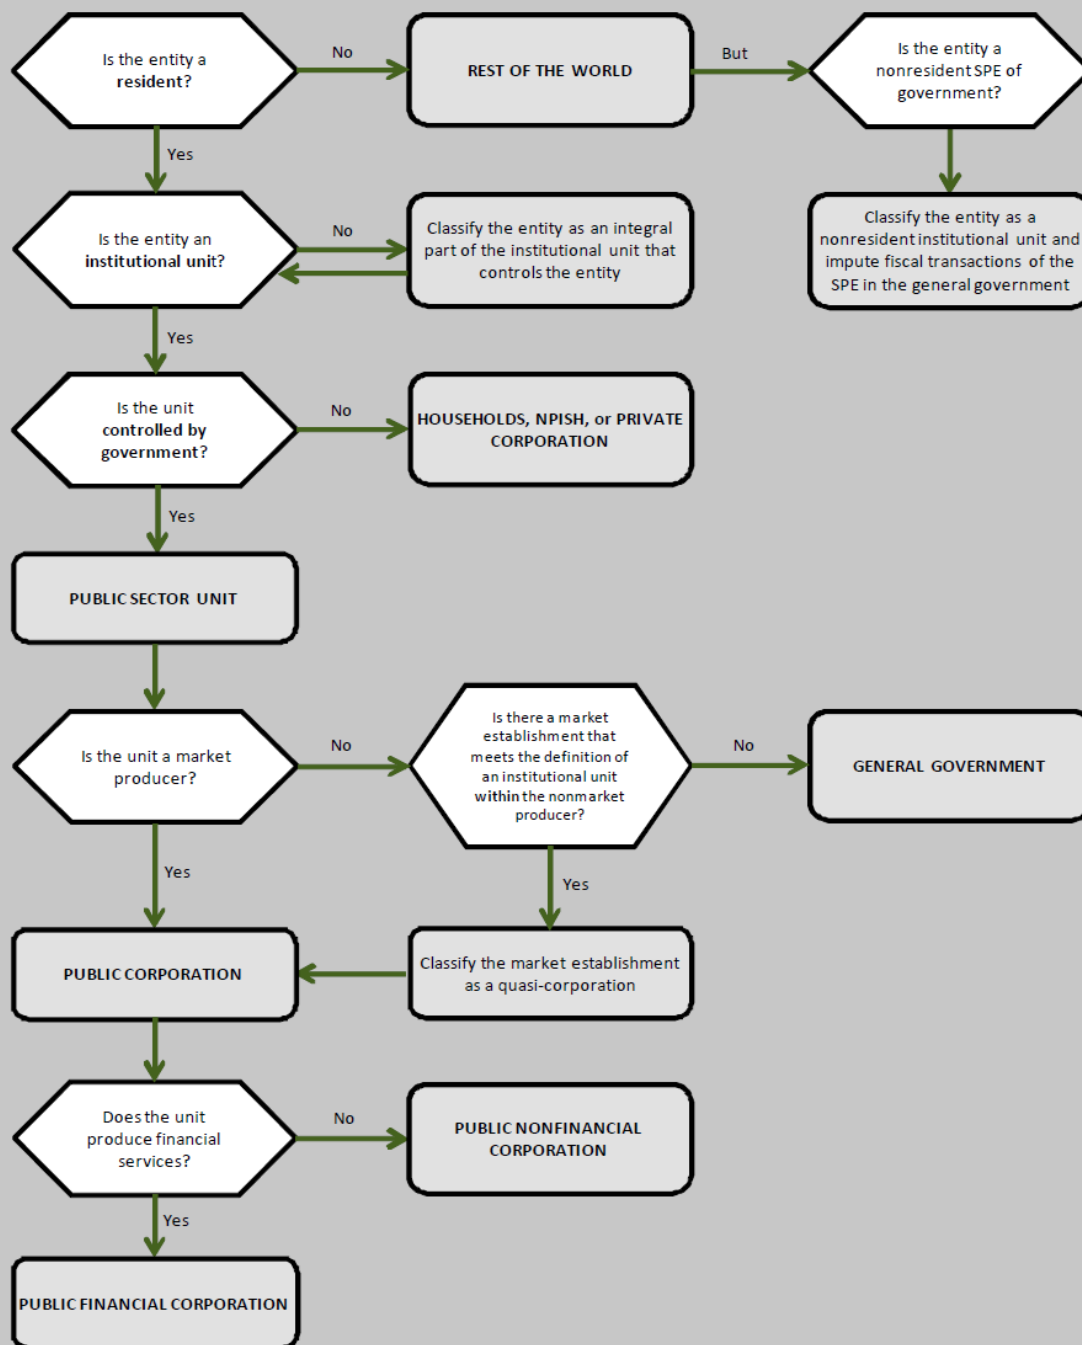 Is the entity a
resident?
No
REST OF THE WORLD
But
Is the entity a
nonresident SPE of
government?
Yes
Is the entity an
institutional unit?
No
Classify the entity as an integral
part of the institutional unit that
controls the entity
Classify the entity as a
nonresident institutional unit and
impute fiscal transactions of the
SPE in the general government
Yes
Is the unit
controlled by
government?
No
HOUSEHOLDS, NPISH, or PRIVATE
CORPORATION
Yes
PUBLIC SECTOR UNIT
Is the unit a market
producer?
No
Is there a market
establishment that
meets the definition of
an institutional unit
within the nonmarket
producer?
No
GENERAL GOVERNMENT
Yes
Yes
PUBLIC CORPORATION
Classify the market establishment
as a quasi-corporation
Does the unit
produce financial
services?
No
PUBLIC NONFINANCIAL
CORPORATION
Yes
PUBLIC FINANCIAL CORPORATION